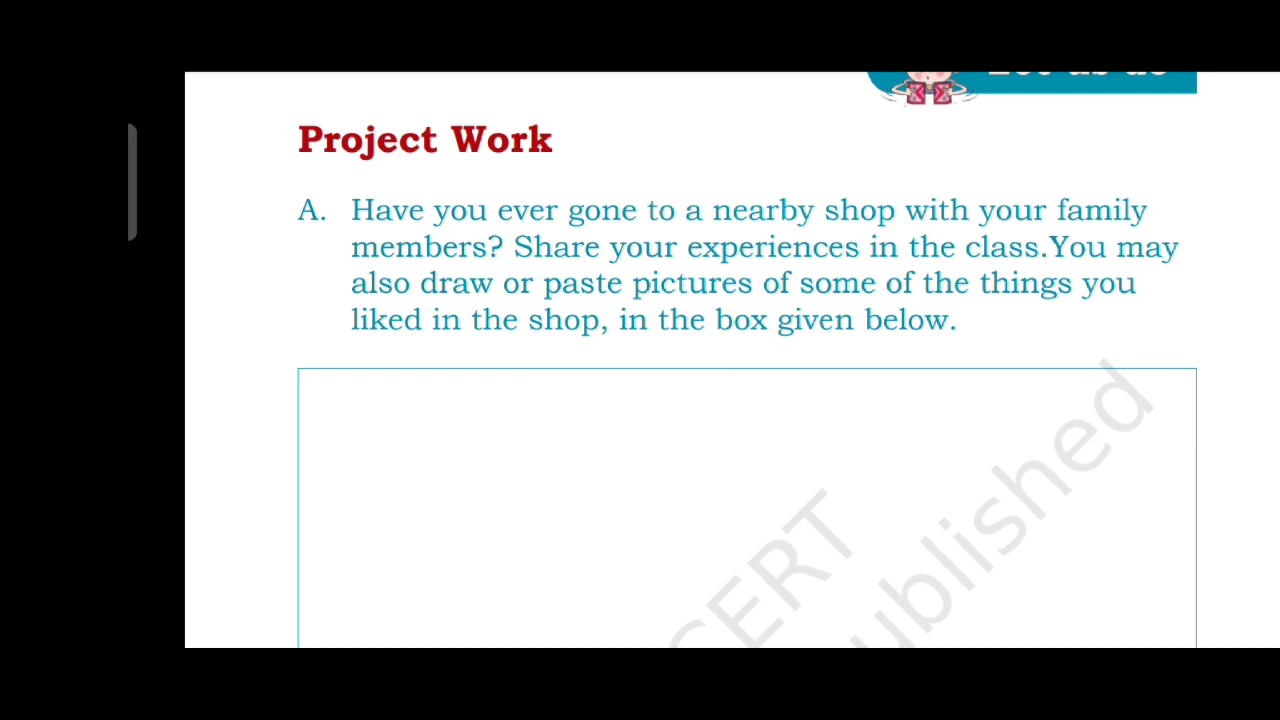 Project Work
A. Have you ever gone to a nearby shop with your family
members? Share your experiences in the class.You may
also draw or paste pictures of some of the things you
liked in the shop, in the box given below.